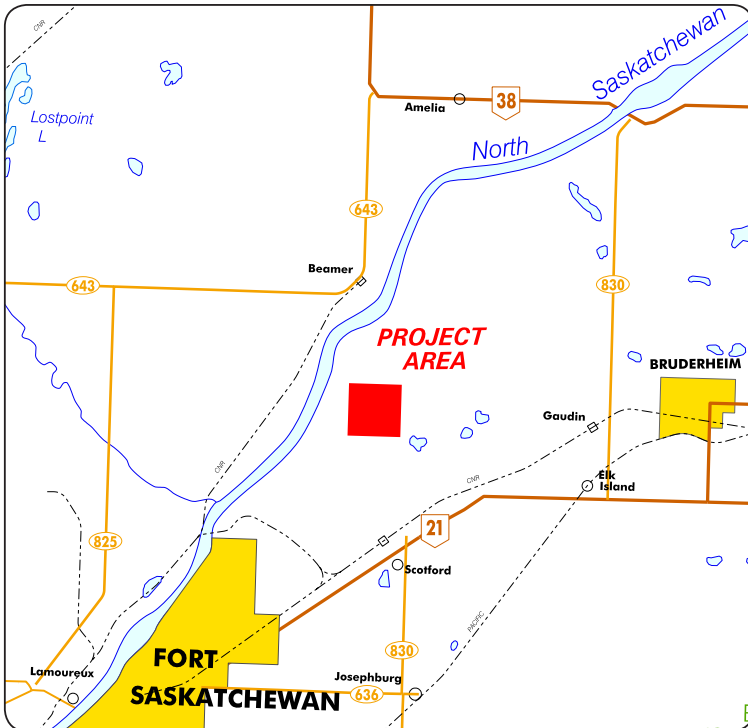 CNR
Saskatchewan
Amelia
38
Lostpoint
L
North
643
Beamer
643
830
PROJECT
AREA
BRUDERHEIM
Gaudin
CNR
CNR
Elk
Island
21
825
Scotford
PACIFIC
830
FORT
Lamoureux
Josephburg
SASKATCHEWAN
636